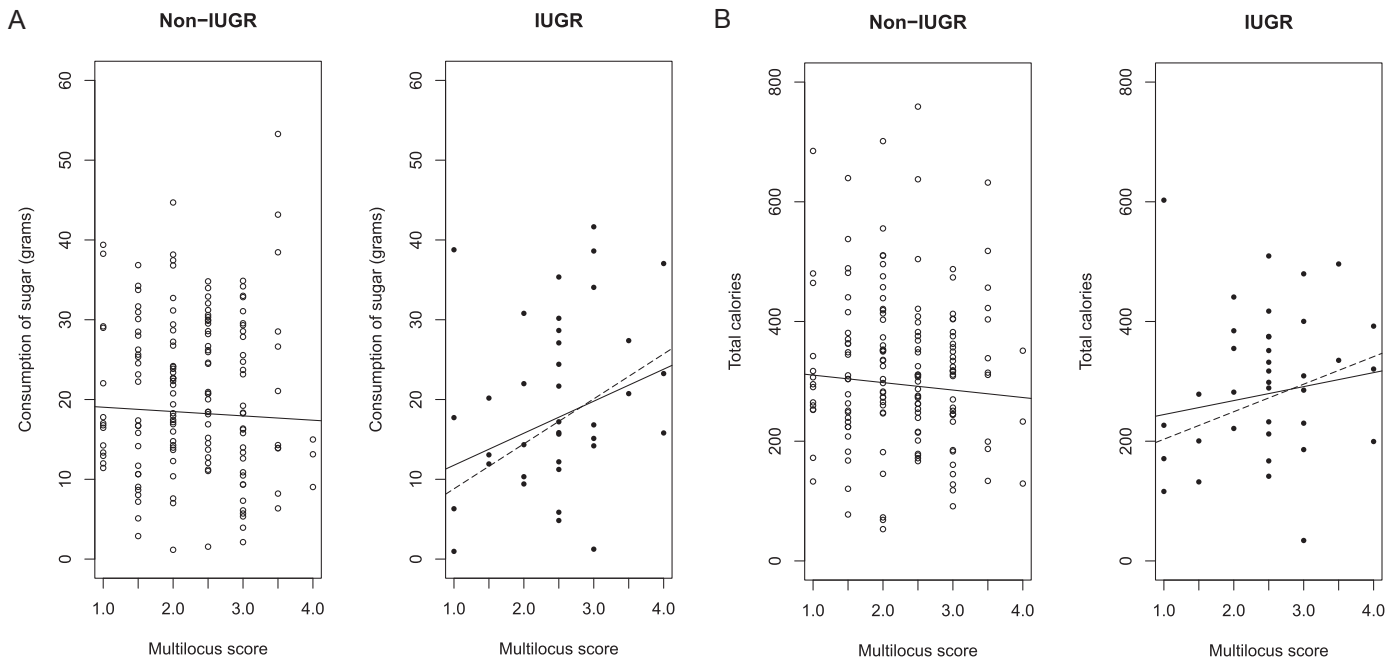 A
Non−IUGR
Consumption of sugar (grams)
60
50
40
30
20
10
0
1.0 2.0 3.0 4.0
Multilocus score
IUGR
Consumption of sugar (grams)
60
50
40
30
20
10
0
1.0 2.0 3.0 4.0
Multilocus score
B
Non−IUGR
Total calories
800
600
400
200
0
1.0 2.0 3.0 4.0
Multilocus score
IUGR
Total calories
800
600
400
200
0
1.0 2.0 3.0 4.0
Multilocus score